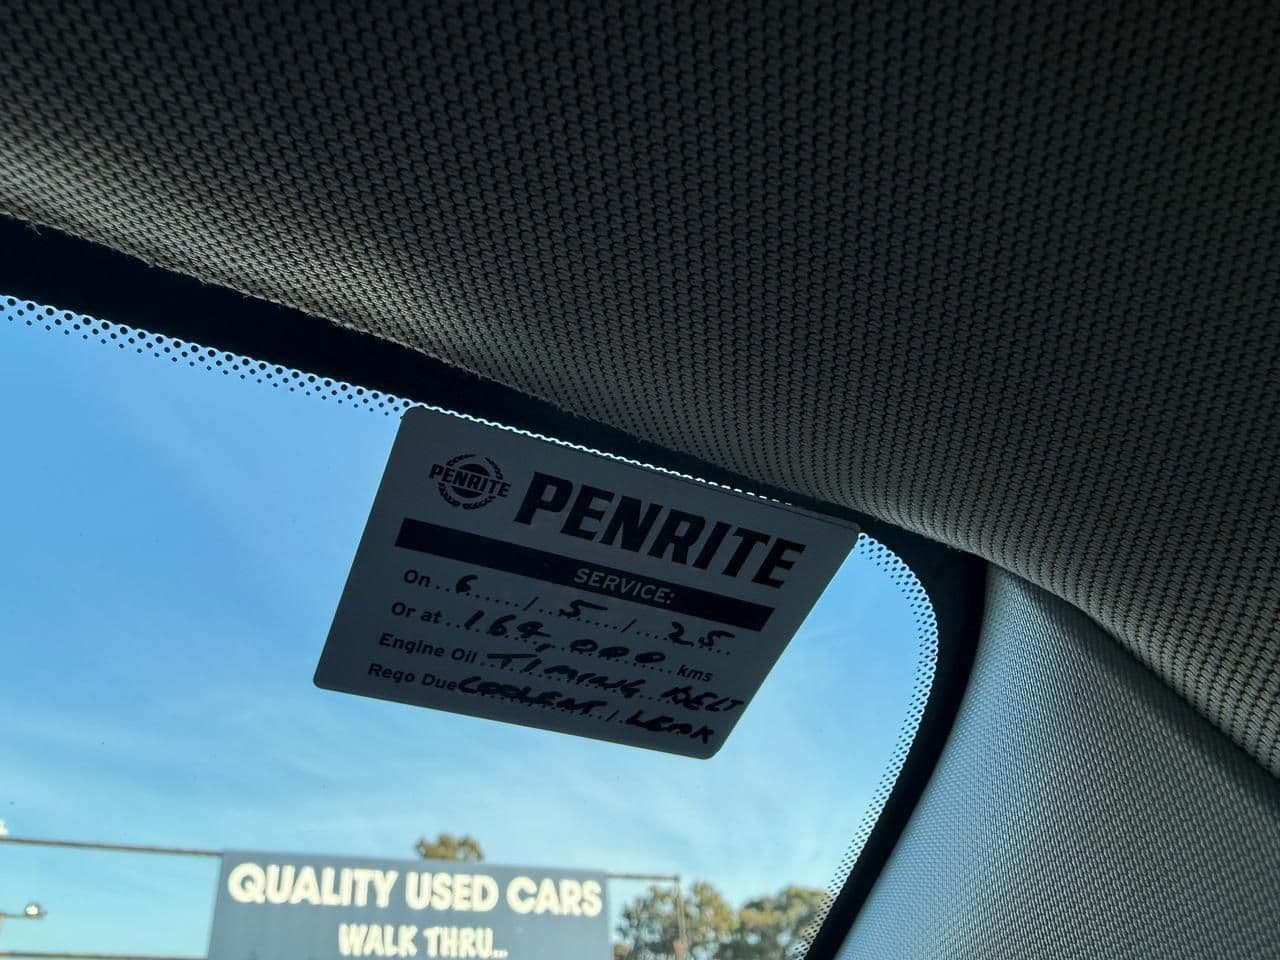 PENRITE PENRITE
SERVICE:
On..6....../..5....../...25..
Or at..169,000..kms
Engine Oil..TIMING BELT
Rego Due COOLENT / LEAK
QUALITY USED CARS
WALK THRU...